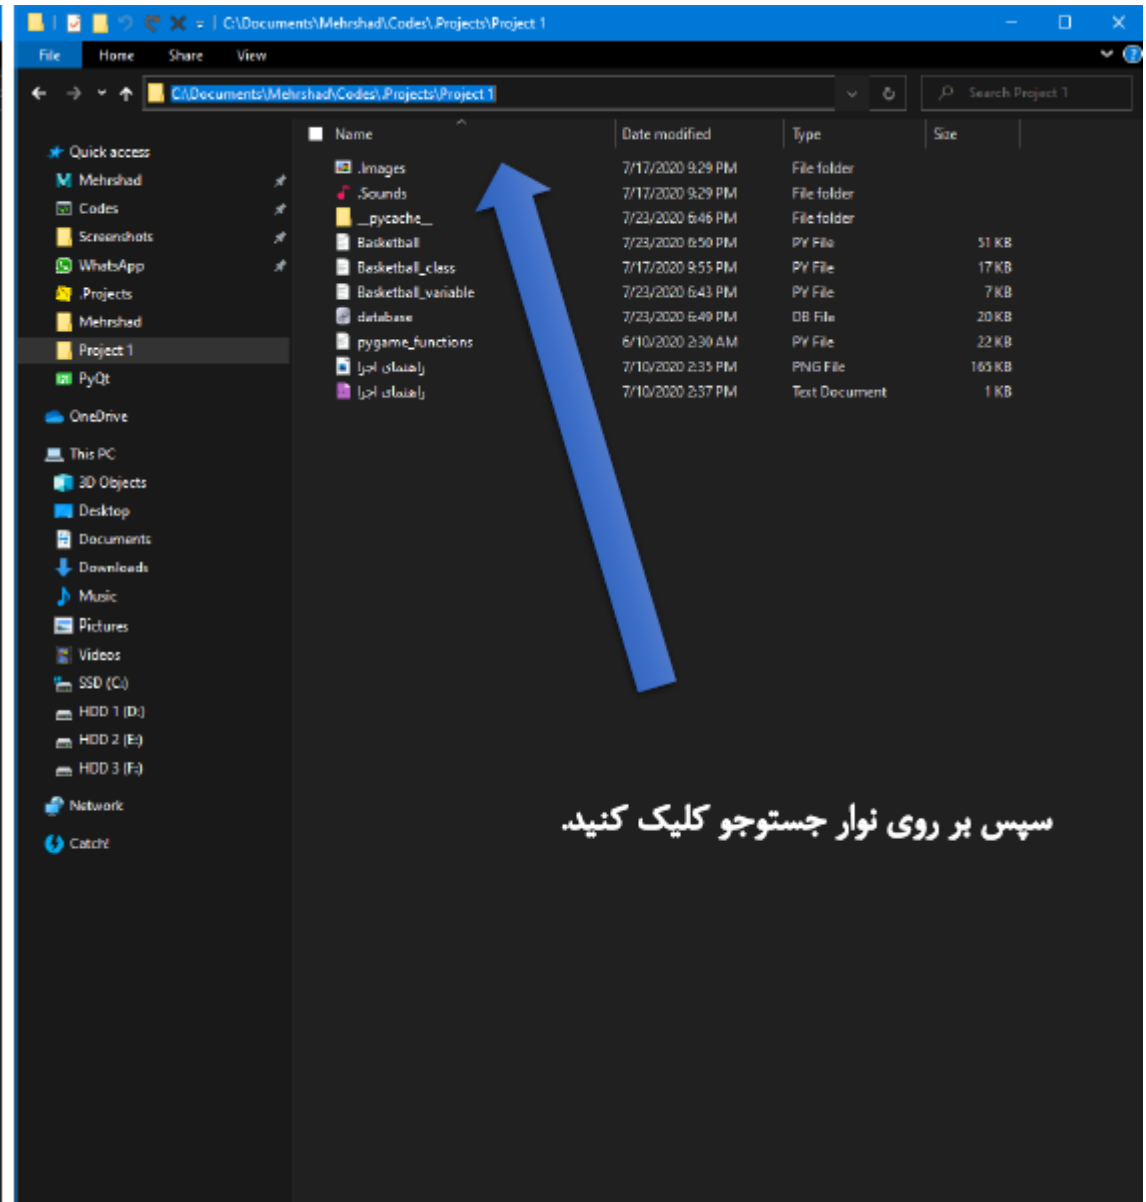 C:\Documents\Mehrshad\Codes\.Projects\Project 1
File Home Share View
C:\Documents\Mehrshad\Codes\.Projects\Project 1 Search Project 1
Name Date modified Type Size
Quick access
Mehrshad
Codes
Screenshots
WhatsApp
.Projects
Mehrshad
Project 1
PyQt
OneDrive
This PC
3D Objects
Desktop
Documents
Downloads
Music
Pictures
Videos
SSD (C:)
HDD 1 (D:)
HDD 2 (E:)
HDD 3 (F:)
Network
Catch!
.Images 7/17/2020 9:29 PM File folder
.Sounds 7/17/2020 9:29 PM File folder
__pycache__ 7/23/2020 6:46 PM File folder
Basketball 7/23/2020 6:50 PM PY File 51 KB
Basketball_class 7/17/2020 9:55 PM PY File 17 KB
Basketball_variable 7/23/2020 6:43 PM PY File 7 KB
database 7/23/2020 6:49 PM DB File 20 KB
pygame_functions 6/10/2020 2:30 AM PY File 22 KB
راهنمای اجرا 7/10/2020 2:35 PM PNG File 165 KB
راهنمای اجرا 7/10/2020 2:37 PM Text Document 1 KB
سپس بر روی نوار جستوجو کلیک کنید.